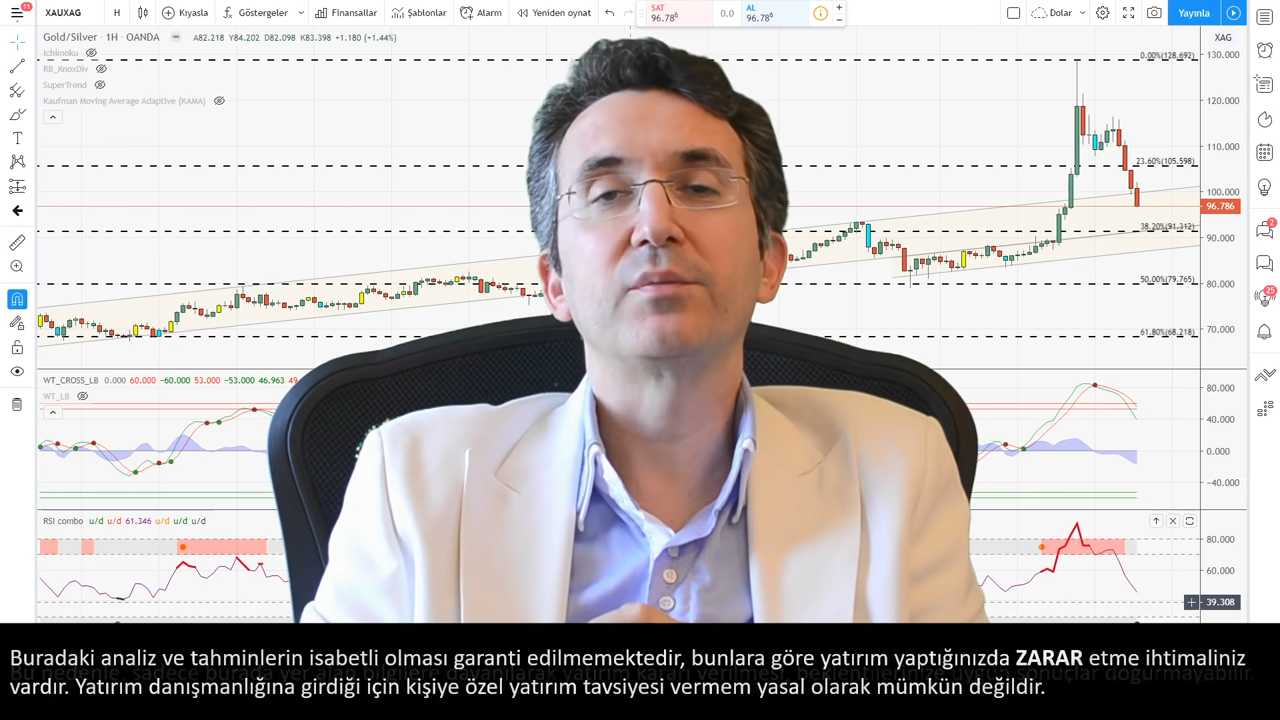 11
XAUXAG
H
Kıyasla
Göstergeler
Finansallar
Şablonlar
Alarm
Yeniden oynat
SAT
96.78⁶
0.0
AL
96.78⁶
Dolar
Yayınla
Gold/Silver · 1H · OANDA
A82.218 Y84.202 D82.098 K83.398 +1.180 (+1.44%)
XAG
Ichimoku
RB_KnoxDiv
SuperTrend
Kaufman Moving Average Adaptive (KAMA)
0.00%(128.692)
130.000
120.000
110.000
23.60%(105.598)
100.000
96.786
38.20%(91.312)
90.000
50.00%(79.765)
80.000
61.80%(68.218)
70.000
2
25
WT_CROSS_LB 0.000 60.000 −60.000 53.000 −53.000 46.963 49
WT_LB
80.000
40.000
0.000
−40.000
RSI combo u/d u/d 61.346 u/d u/d u/d
80.000
60.000
39.308
Buradaki analiz ve tahminlerin isabetli olması garanti edilmemektedir, bunlara göre yatırım yaptığınızda ZARAR etme ihtimaliniz
vardır. Yatırım danışmanlığına girdiği için kişiye özel yatırım tavsiyesi vermem yasal olarak mümkün değildir.